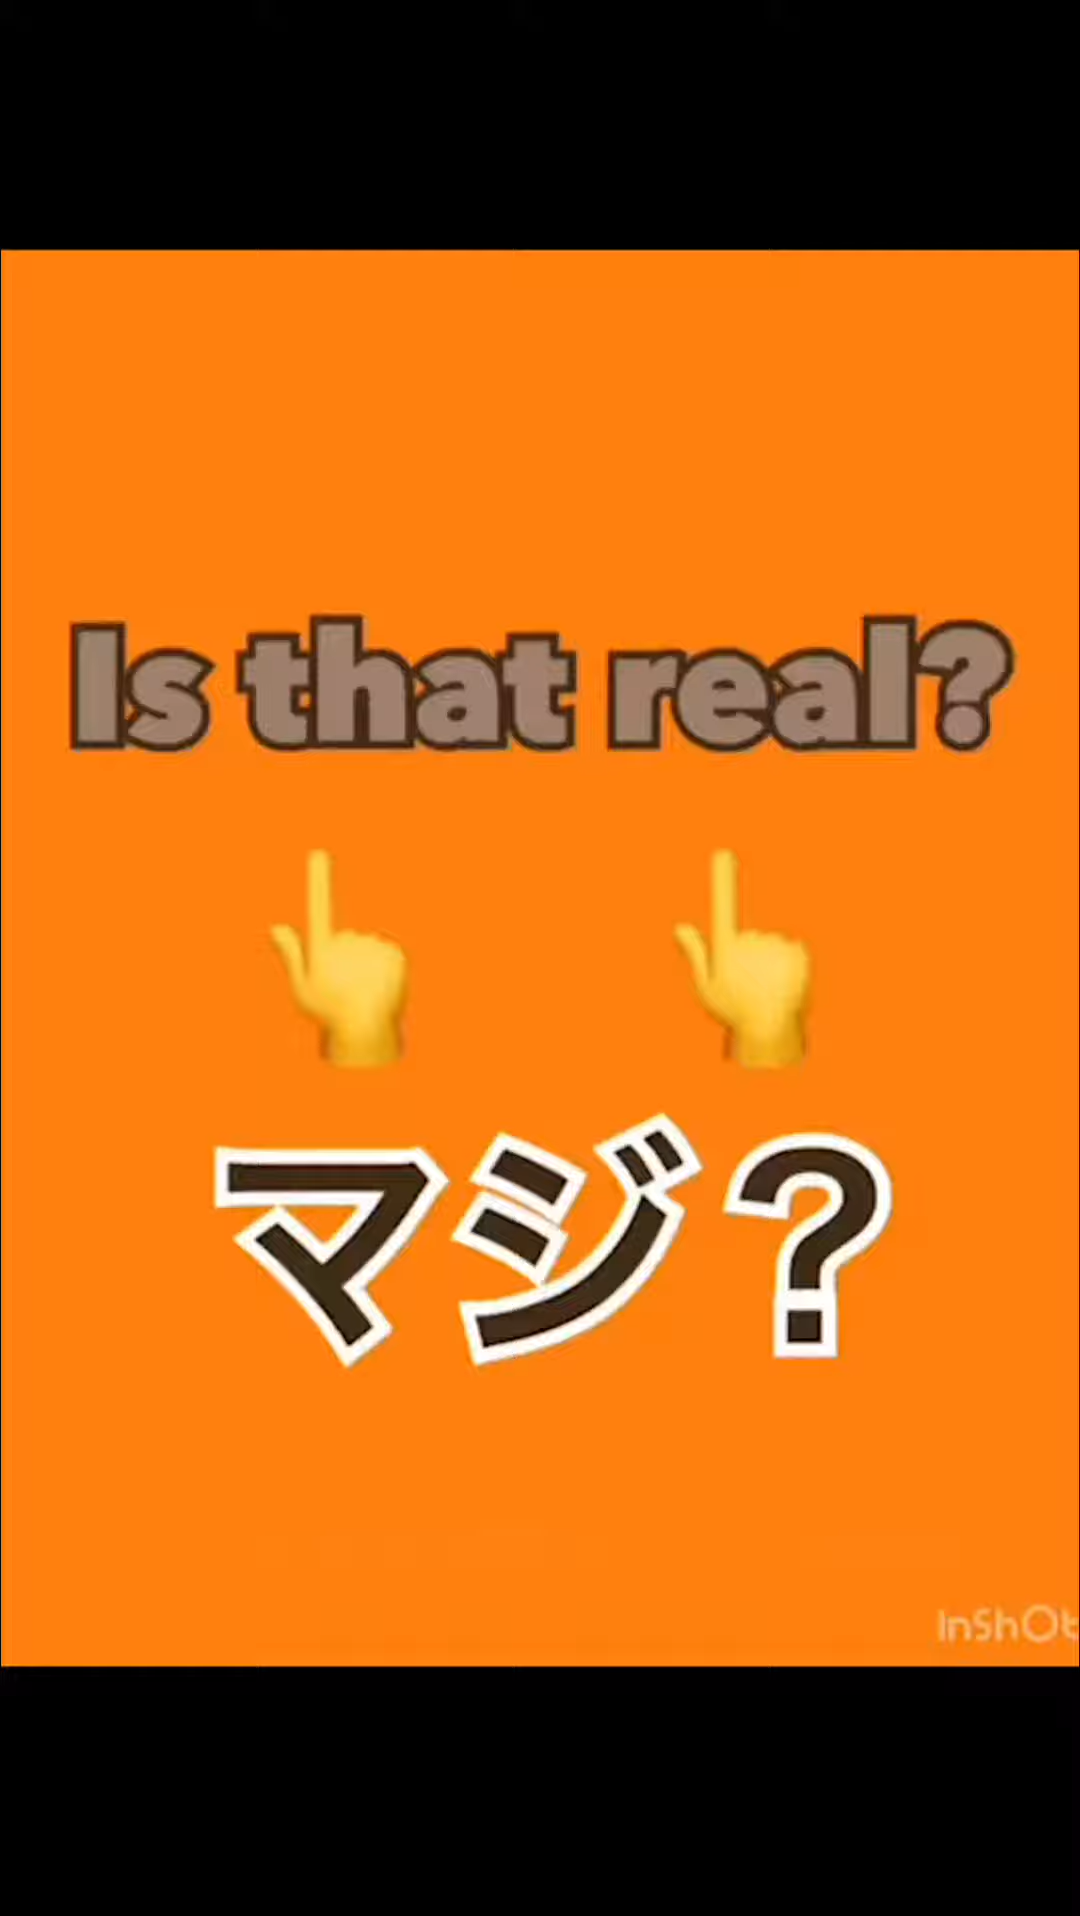 Is that real?
マジ？
InShOt